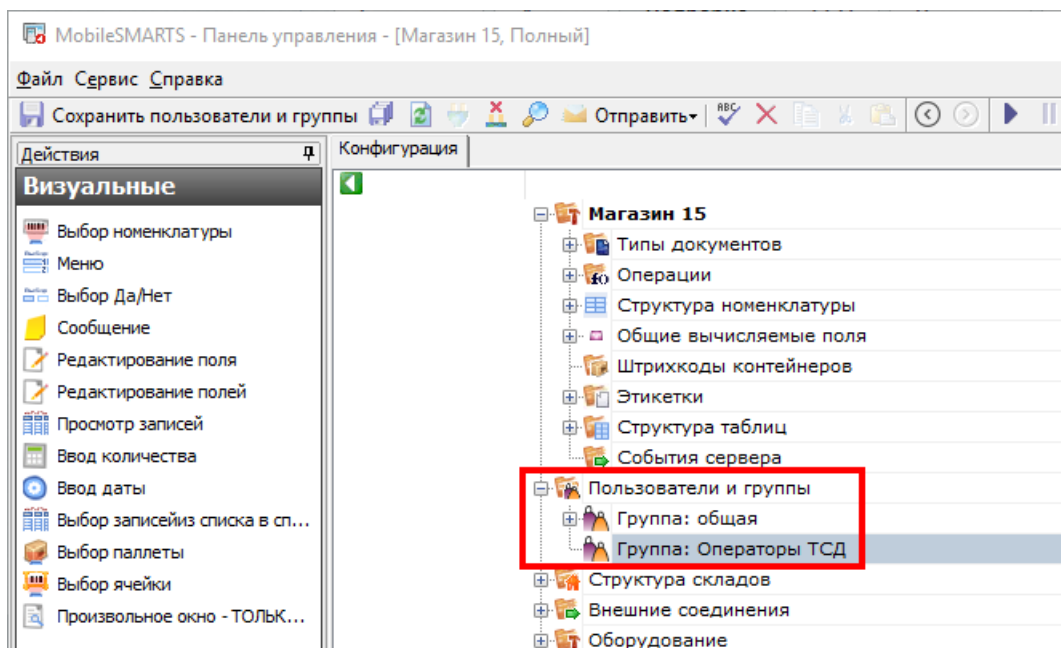 MobileSMARTS - Панель управления - [Магазин 15, Полный]
Файл Сервис Справка
Сохранить пользователи и группы Отправить ABC
Действия
Визуальные
Выбор номенклатуры
Меню
Выбор Да/Нет
Сообщение
Редактирование поля
Редактирование полей
Просмотр записей
Ввод количества
Ввод даты
Выбор записейиз списка в сп...
Выбор паллеты
Выбор ячейки
Произвольное окно - ТОЛЬК...
Конфигурация
Магазин 15
Типы документов
Операции
Структура номенклатуры
Общие вычисляемые поля
Штрихкоды контейнеров
Этикетки
Структура таблиц
События сервера
Пользователи и группы
Группа: общая
Группа: Операторы ТСД
Структура складов
Внешние соединения
Оборудование